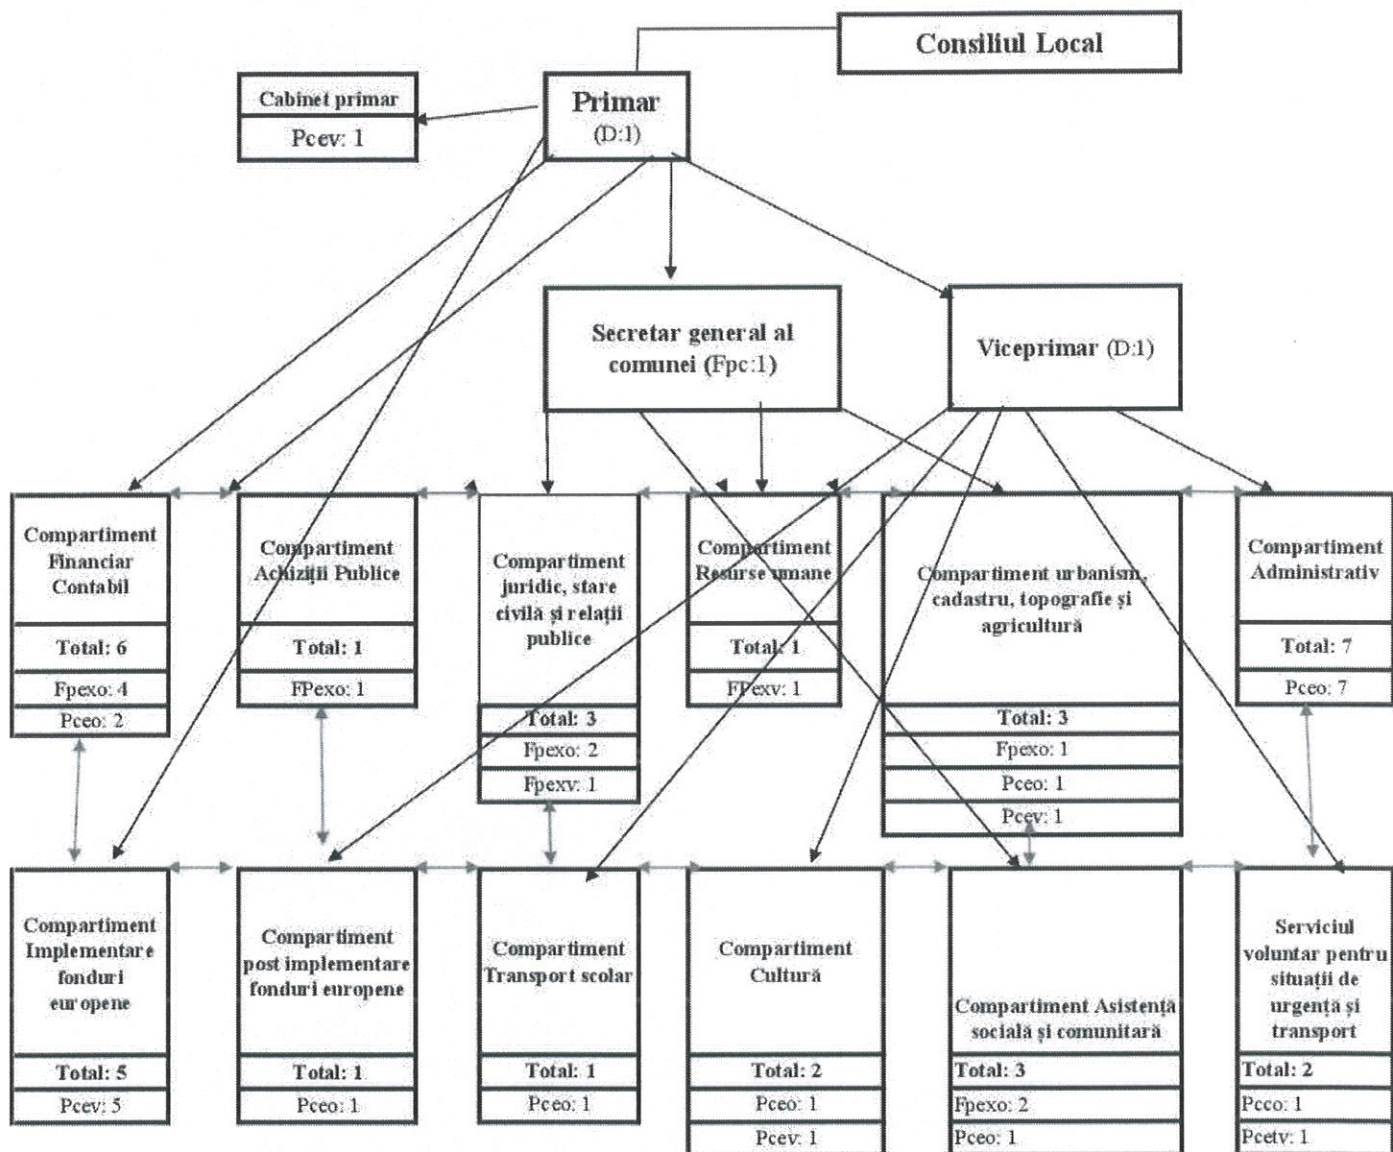 Consiliul Local
Cabinet primar
Pcev: 1
Primar
(D:1)
Secretar general al
comunei (Fpc:1)
Viceprimar (D:1)
Compartiment
Financiar
Contabil
Total: 6
Fpexo: 4
Pceo: 2
Compartiment
Achiziții Publice
Total: 1
FPexo: 1
Compartiment
juridic, stare
civilă și relații
publice
Total: 3
Fpexo: 2
Fpexv: 1
Compartiment
Resurse umane
Total: 1
FPexv: 1
Compartiment urbanism,
cadastru, topografie și
agricultură
Total: 3
Fpexo: 1
Pceo: 1
Pcev: 1
Compartiment
Administrativ
Total: 7
Pceo: 7
Compartiment
Implementare
fonduri
europene
Total: 5
Pcev: 5
Compartiment
post implementare
fonduri europene
Total: 1
Pceo: 1
Compartiment
Transport scolar
Total: 1
Pceo: 1
Compartiment
Cultură
Total: 2
Pceo: 1
Pcev: 1
Compartiment Asistență
socială și comunitară
Total: 3
Fpexo: 2
Pceo: 1
Serviciul
voluntar pentru
situații de
urgență și
transport
Total: 2
Pcco: 1
Pcetv: 1